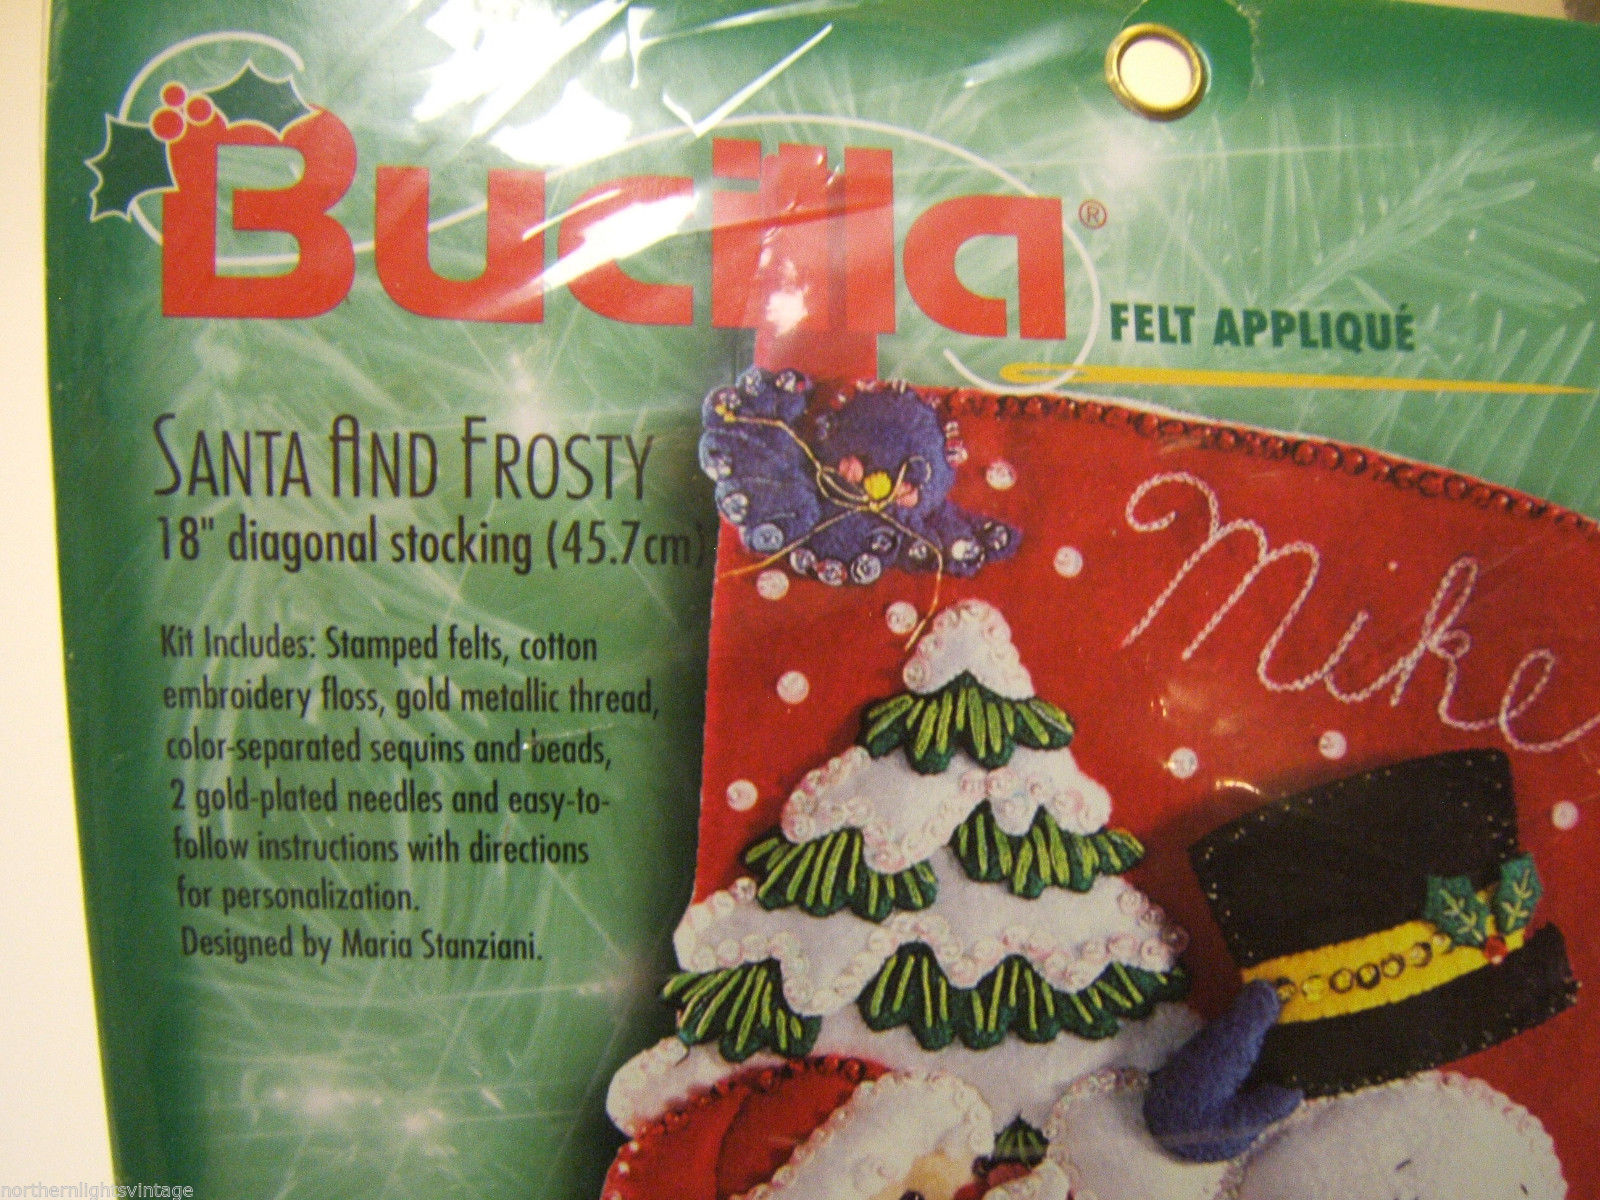 Bucilla®
FELT APPLIQUÉ
SANTA AND FROSTY
18" diagonal stocking (45.7cm)
Kit Includes: Stamped felts, cotton
embroidery floss, gold metallic thread,
color-separated sequins and beads,
2 gold-plated needles and easy-to-
follow instructions with directions
for personalization.
Designed by Maria Stanziani.
Mike
northernlightsvintage